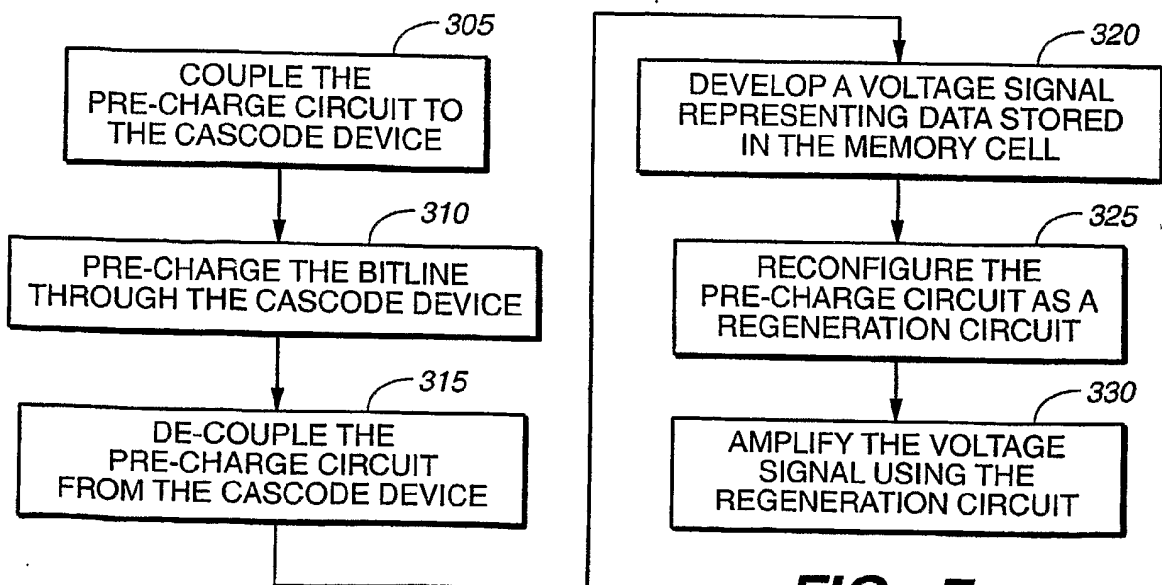 305
COUPLE THE
PRE-CHARGE CIRCUIT TO
THE CASCODE DEVICE
310
PRE-CHARGE THE BITLINE
THROUGH THE CASCODE DEVICE
315
DE-COUPLE THE
PRE-CHARGE CIRCUIT
FROM THE CASCODE DEVICE
320
DEVELOP A VOLTAGE SIGNAL
REPRESENTING DATA STORED
IN THE MEMORY CELL
325
RECONFIGURE THE
PRE-CHARGE CIRCUIT AS A
REGENERATION CIRCUIT
330
AMPLIFY THE VOLTAGE
SIGNAL USING THE
REGENERATION CIRCUIT